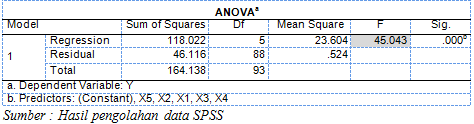 ANOVAa
Model Sum of Squares Df Mean Square F Sig.
1 Regression 118.022 5 23.604 45.043 .000b
Residual 46.116 88 .524
Total 164.138 93
a. Dependent Variable: Y
b. Predictors: (Constant), X5, X2, X1, X3, X4
Sumber : Hasil pengolahan data SPSS